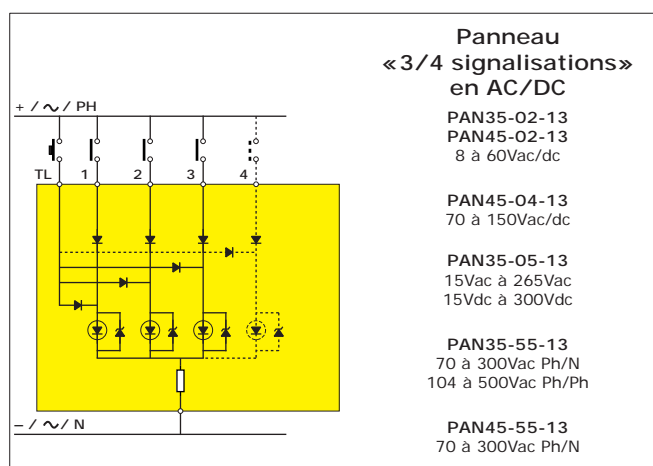 Panneau
«3/4 signalisations»
en AC/DC
PAN35-02-13
PAN45-02-13
8 à 60Vac/dc
PAN45-04-13
70 à 150Vac/dc
PAN35-05-13
15Vac à 265Vac
15Vdc à 300Vdc
PAN35-55-13
70 à 300Vac Ph/N
104 à 500Vac Ph/Ph
PAN45-55-13
70 à 300Vac Ph/N
+ / ~ / PH
TL 1 2 3 4
– / ~ / N